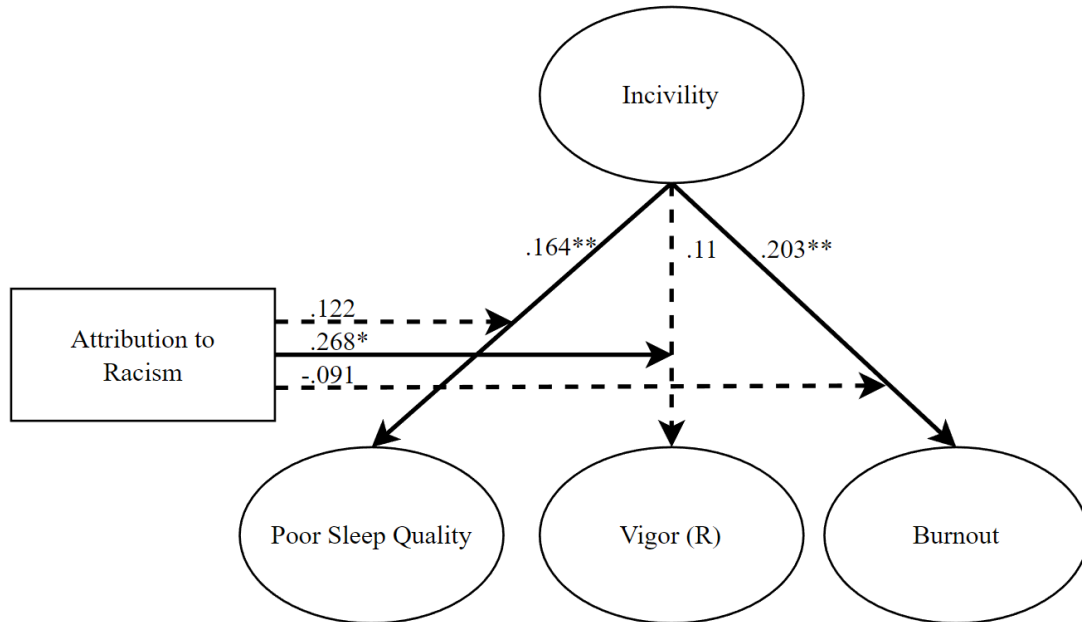 Incivility
.164**
.11
.203**
.122
.268*
-.091
Attribution to
Racism
Poor Sleep Quality
Vigor (R)
Burnout